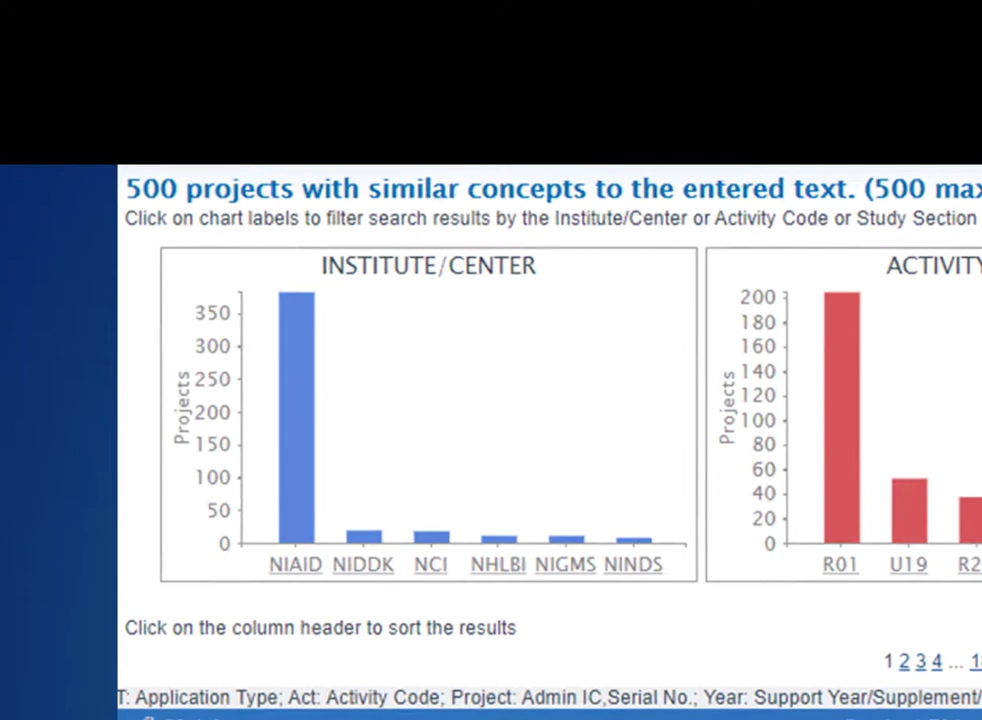 500 projects with similar concepts to the entered text. (500
Click on chart labels to filter search results by the Institute/Center or Activity Code or Study Section
INSTITUTE/CENTER
Projects
350
300
250
200
150
100
50
0
NIAID NIDDK NCI NHLBI NIGMS NINDS
ACTIVITY
Projects
200
180
160
140
120
100
80
60
40
20
0
R01 U19
Click on the column header to sort the results
1 2 3 4 ...
T: Application Type; Act: Activity Code; Project: Admin IC,Serial No.; Year: Support Year/Supplement/